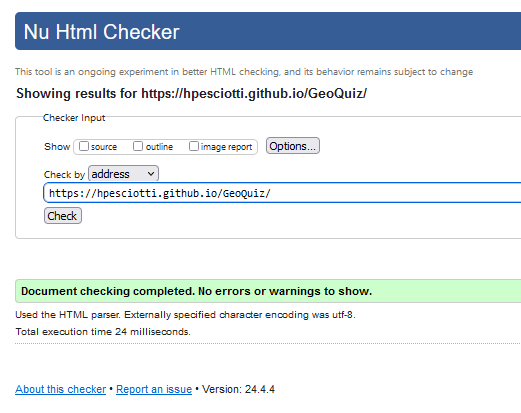 Nu Html Checker
This tool is an ongoing experiment in better HTML checking, and its behavior remains subject to change
Showing results for https://hpesciotti.github.io/GeoQuiz/
Checker Input
Show source outline image report Options...
Check by address
https://hpesciotti.github.io/GeoQuiz/
Check
Document checking completed. No errors or warnings to show.
Used the HTML parser. Externally specified character encoding was utf-8.
Total execution time 24 milliseconds.
About this checker • Report an issue • Version: 24.4.4